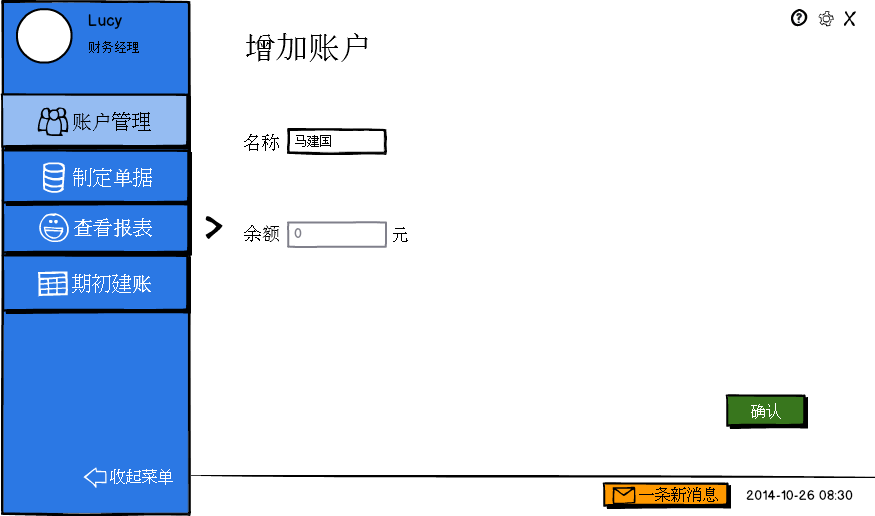 Lucy
财务经理
账户管理
制定单据
查看报表
期初建账
收起菜单
?
X
增加账户
名称 马建国
余额 0 元
确认
一条新消息
2014-10-26 08:30